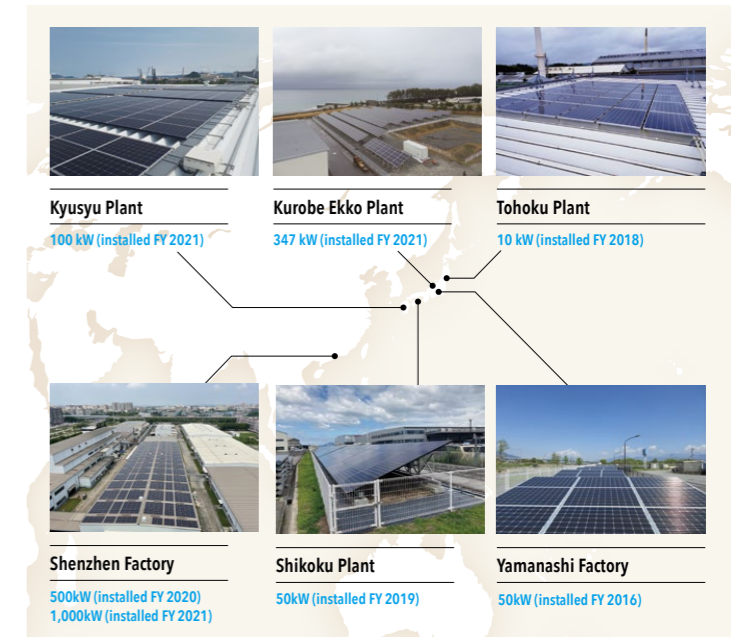 Kyusyu Plant
100 kW (installed FY 2021)
Kurobe Ekko Plant
347 kW (installed FY 2021)
Tohoku Plant
10 kW (installed FY 2018)
Shenzhen Factory
500kW (installed FY 2020)
1,000kW (installed FY 2021)
Shikoku Plant
50kW (installed FY 2019)
Yamanashi Factory
50kW (installed FY 2016)